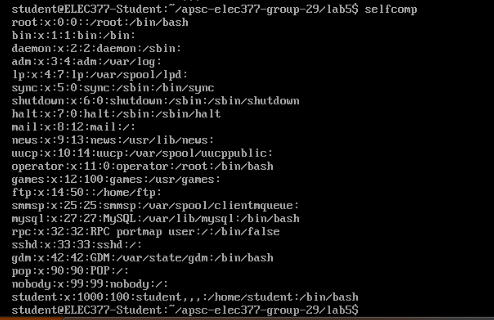 student@ELEC377-Student:~/apsc-elec377-group-29/lab5$ selfcomp
root:x:0:0::/root:/bin/bash
bin:x:1:1:bin:/bin:
daemon:x:2:2:daemon:/sbin:
adm:x:3:4:adm:/var/log:
lp:x:4:7:lp:/var/spool/lpd:
sync:x:5:0:sync:/sbin:/bin/sync
shutdown:x:6:0:shutdown:/sbin:/sbin/shutdown
halt:x:7:0:halt:/sbin:/sbin/halt
mail:x:8:12:mail:/:
news:x:9:13:news:/usr/lib/news:
uucp:x:10:14:uucp:/var/spool/uucppublic:
operator:x:11:0:operator:/root:/bin/bash
games:x:12:100:games:/usr/games:
ftp:x:14:50::/home/ftp:
smmsp:x:25:25:smmsp:/var/spool/clientmqueue:
mysql:x:27:27:MySQL:/var/lib/mysql:/bin/bash
rpc:x:32:32:RPC portmap user:/:/bin/false
sshd:x:33:33:sshd:/:
gdm:x:42:42:GDM:/var/state/gdm:/bin/bash
pop:x:90:90:POP:/:
nobody:x:99:99:nobody:/:
student:x:1000:100:student,,,:/home/student:/bin/bash
student@ELEC377-Student:~/apsc-elec377-group-29/lab5$